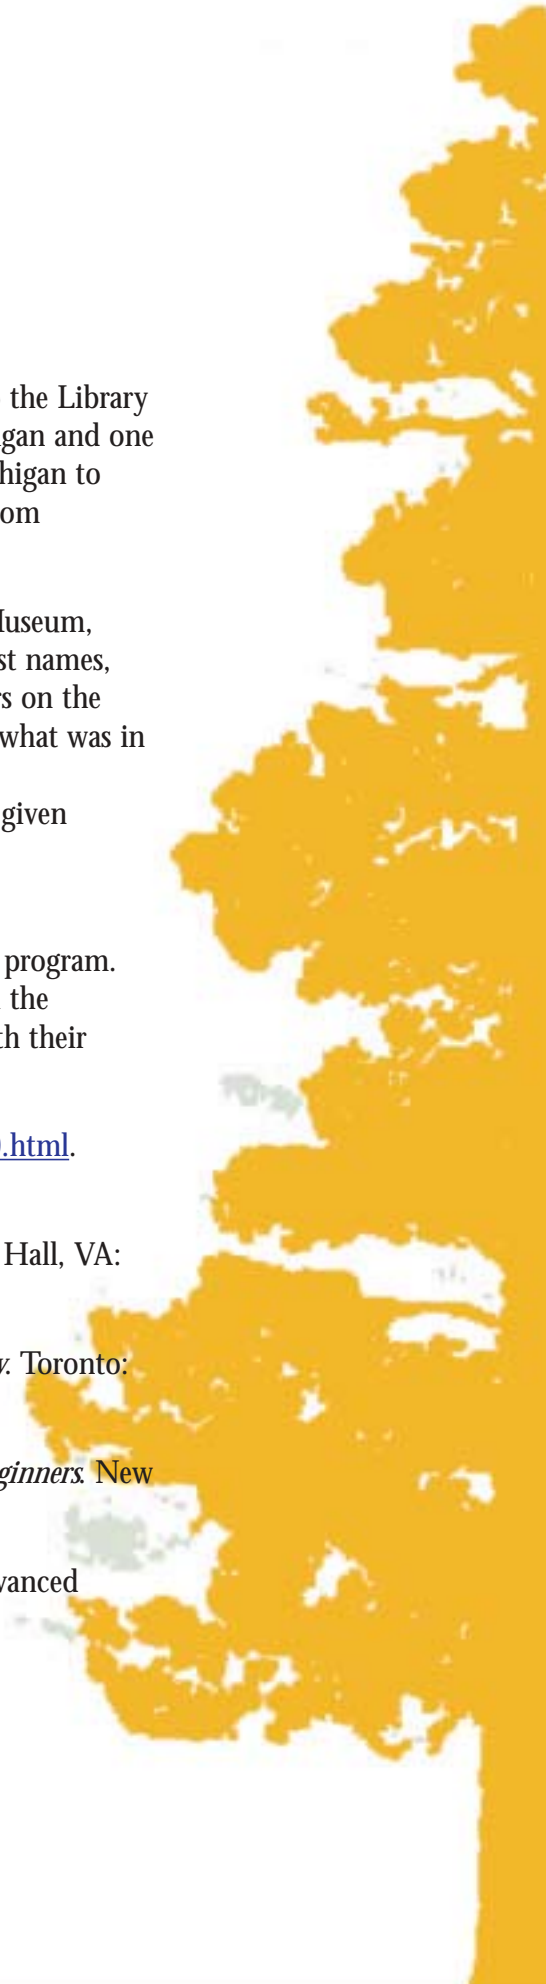 the Library
gan and one
higan to
om
Museum,
st names,
s on the
what was in
given
program.
the
th their
.html.
Hall, VA:
Toronto:
ginners. New
vanced